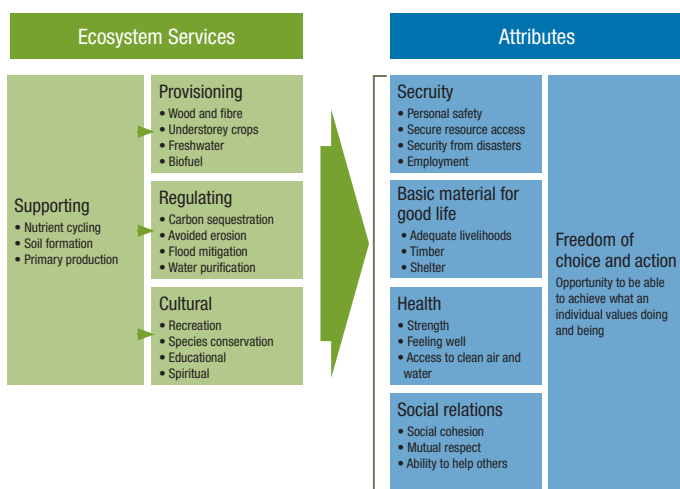 Ecosystem Services
Attributes
Supporting
• Nutrient cycling
• Soil formation
• Primary production
Provisioning
• Wood and fibre
• Understorey crops
• Freshwater
• Biofuel
Regulating
• Carbon sequestration
• Avoided erosion
• Flood mitigation
• Water purification
Cultural
• Recreation
• Species conservation
• Educational
• Spiritual
Secruity
• Personal safety
• Secure resource access
• Security from disasters
• Employment
Basic material for
good life
• Adequate livelihoods
• Timber
• Shelter
Health
• Strength
• Feeling well
• Access to clean air and
water
Social relations
• Social cohesion
• Mutual respect
• Ability to help others
Freedom of
choice and action
Opportunity to be able
to achieve what an
individual values doing
and being